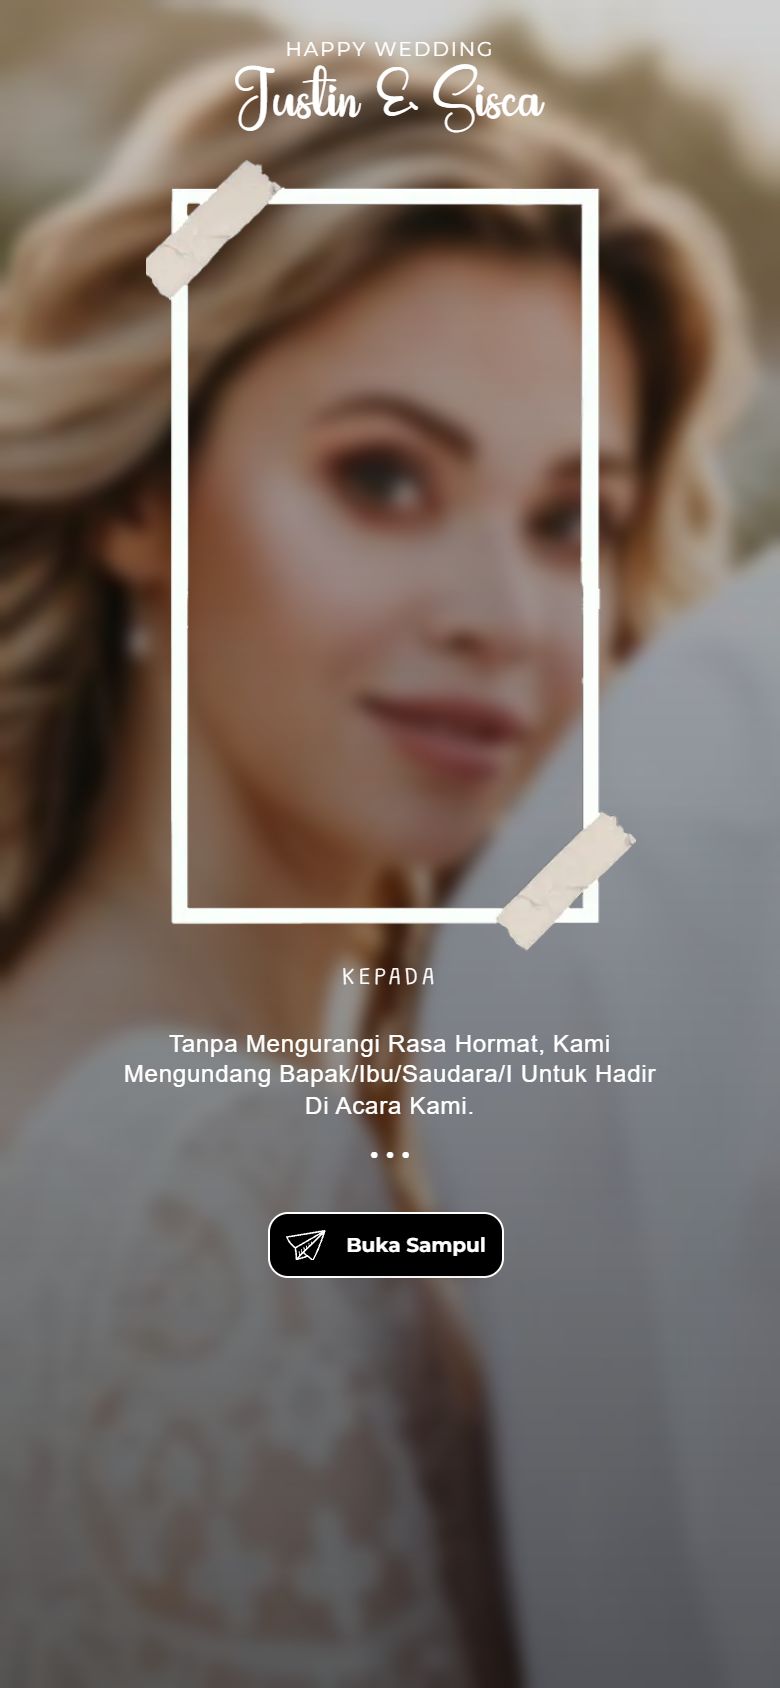 HAPPY WEDDING
Justin & Sisca
KEPADA
Tanpa Mengurangi Rasa Hormat, Kami
Mengundang Bapak/Ibu/Saudara/I Untuk Hadir
Di Acara Kami.
...
Buka Sampul